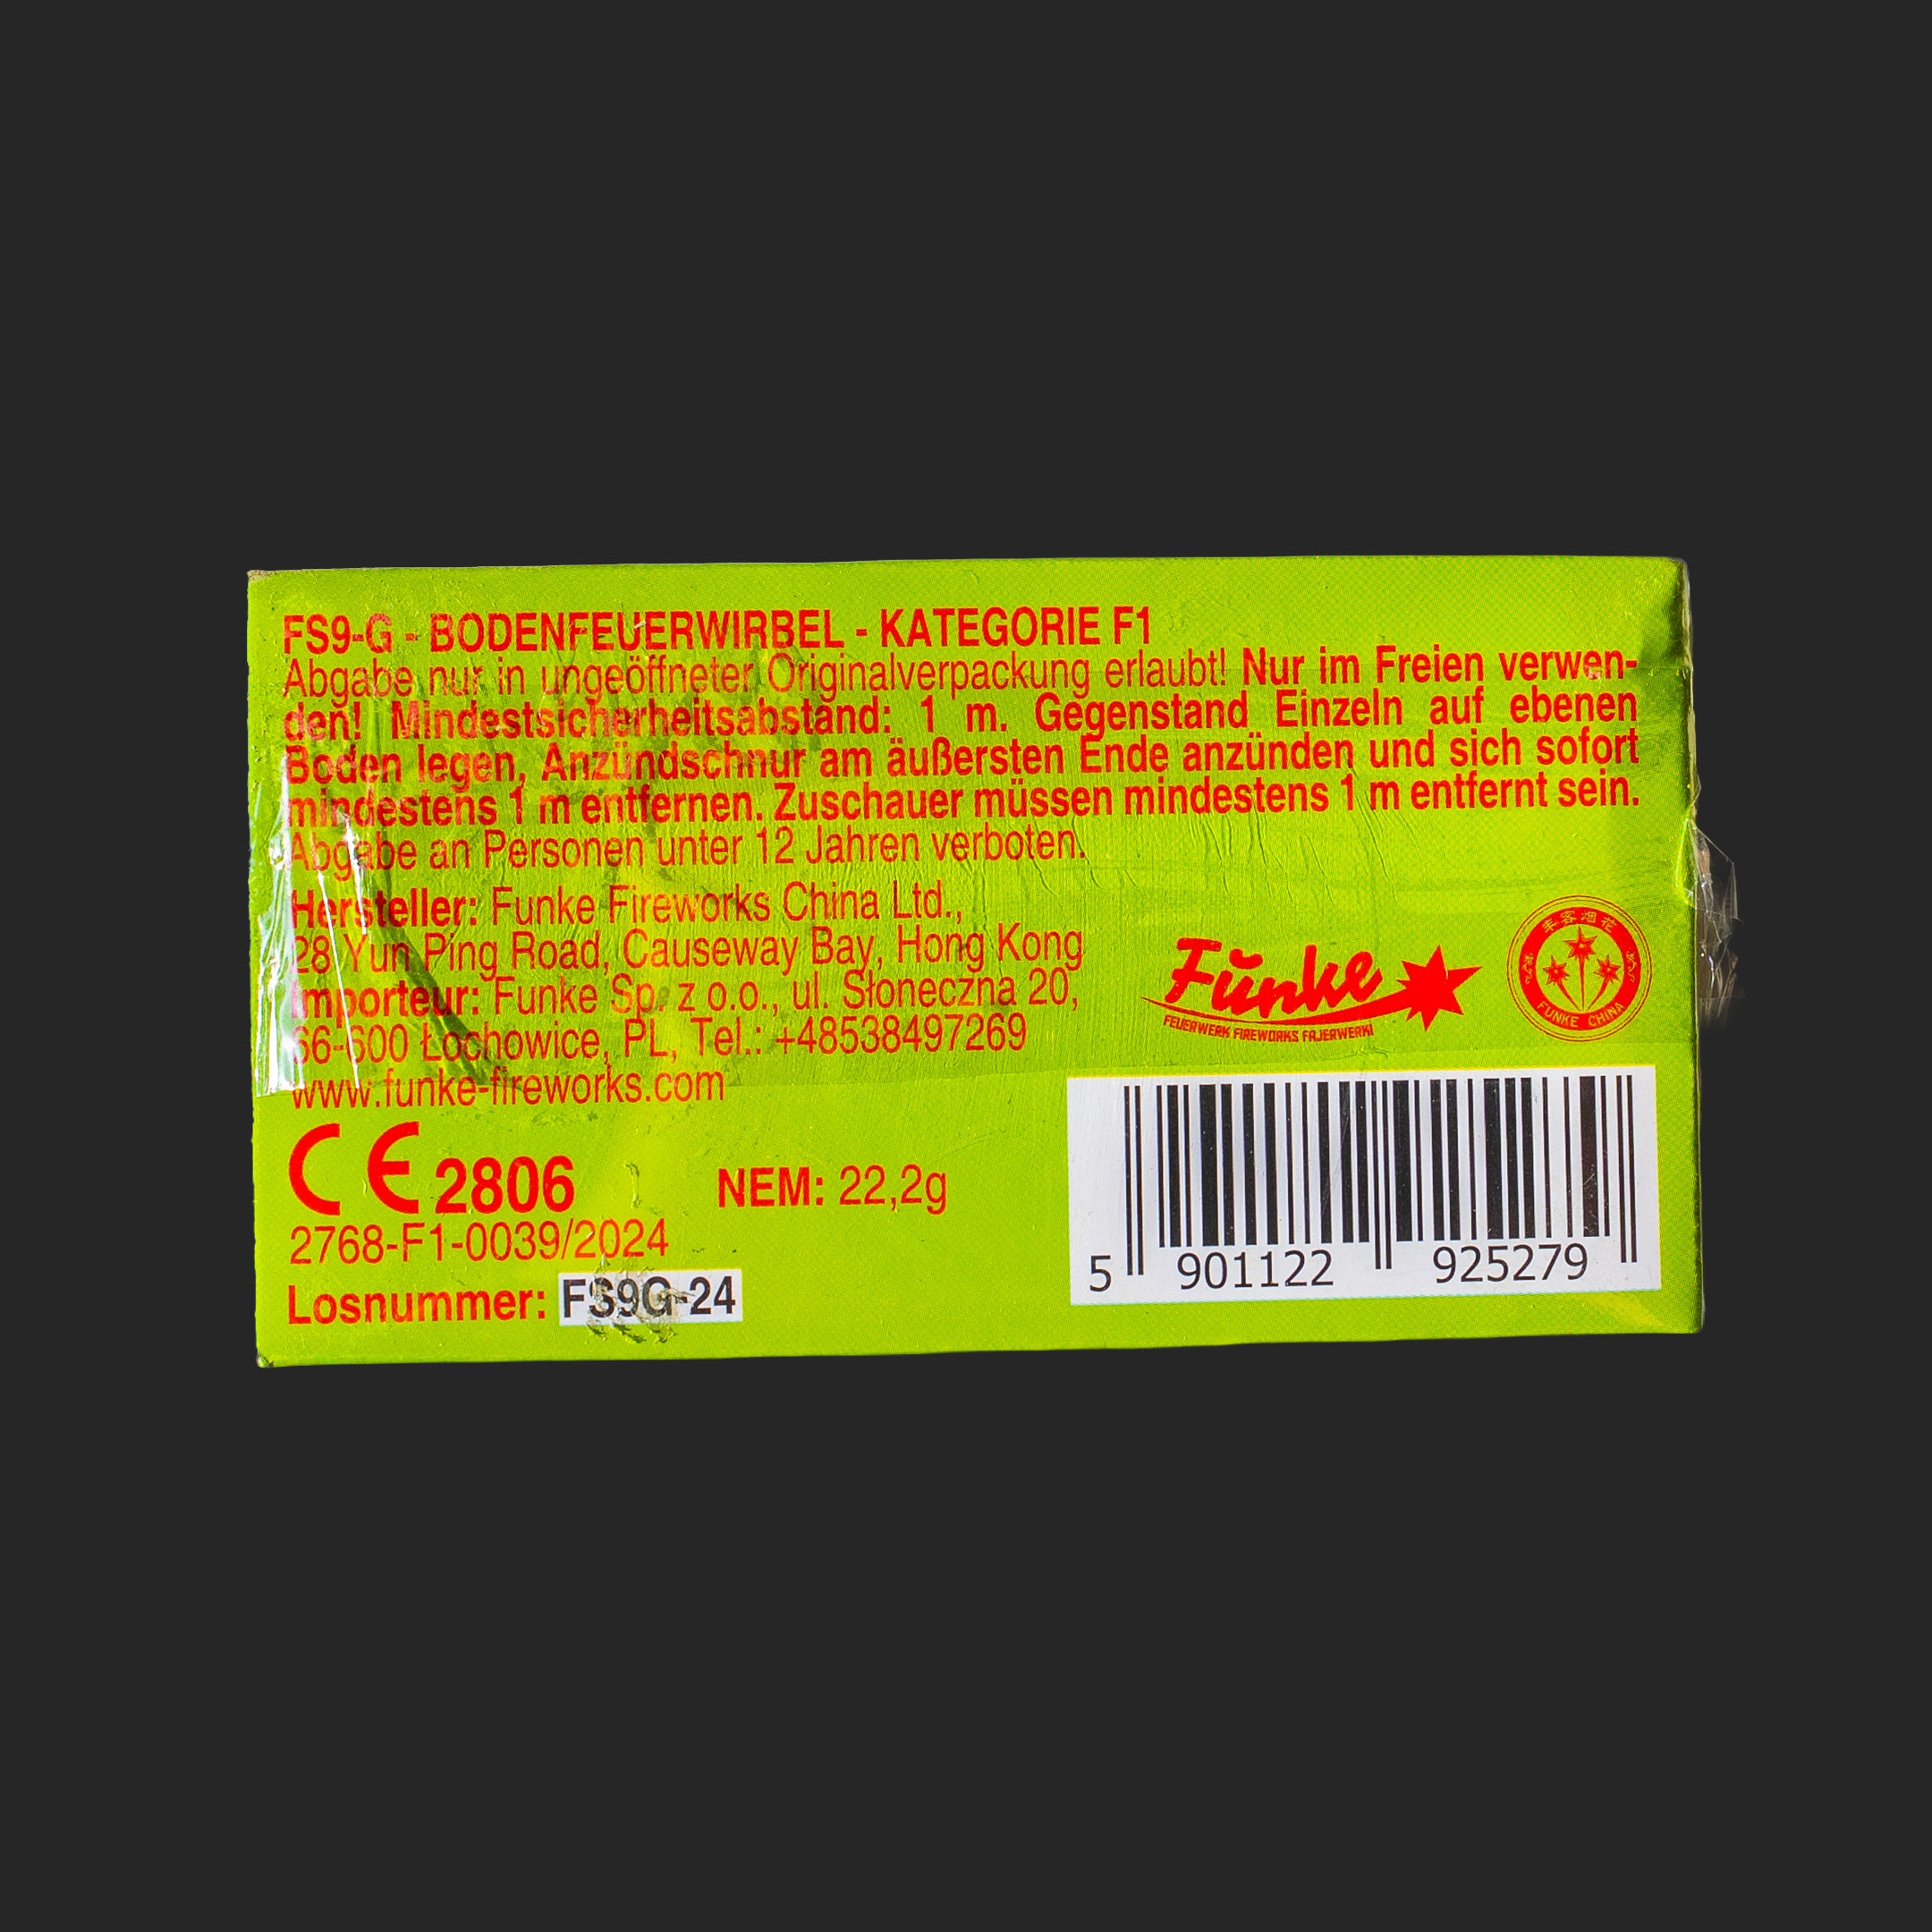 FS9-G - BODENFEUERWIRBEL - KATEGORIE F1
Abgabe nur in ungeöffneter Originalverpackung erlaubt! Nur im Freien verwen-
den! Mindestsicherheitsabstand: 1 m. Gegenstand Einzeln auf ebenen
Boden legen, Anzündschnur am äußersten Ende anzünden und sich sofort
mindestens 1 m entfernen. Zuschauer müssen mindestens 1 m entfernt sein.
Abgabe an Personen unter 12 Jahren verboten.
Hersteller: Funke Fireworks China Ltd.,
28 Yun Ping Road, Causeway Bay, Hong Kong
Importeur: Funke Sp. z o.o., ul. Słoneczna 20,
66-600 Łochowice, PL, Tel.: +48538497269
www.funke-fireworks.com
Funke
FEUERWERK FIREWORKS FAJERWERKI
丰客烟花
FUNKE CHINA
CE 2806
NEM: 22,2g
2768-F1-0039/2024
Losnummer: FS9G-24
5 901122 925279